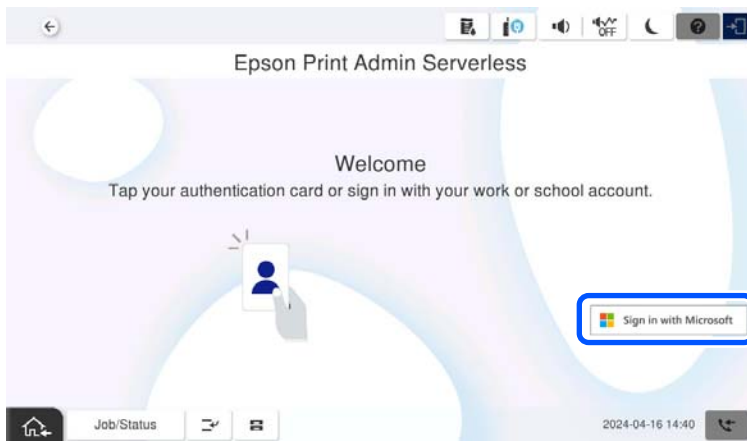 OFF
Epson Print Admin Serverless
Welcome
Tap your authentication card or sign in with your work or school account.
Sign in with Microsoft
Job/Status
2024-04-16 14:40